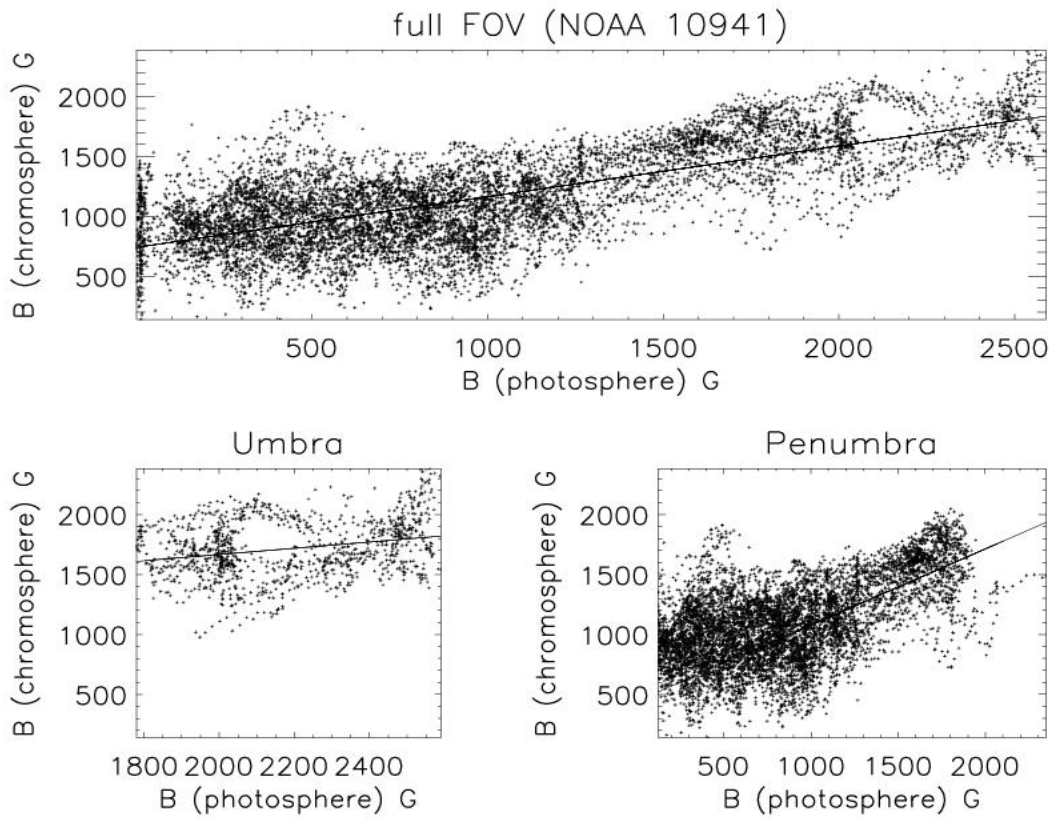 full FOV (NOAA 10941)
B (chromosphere) G
2000
1500
1000
500
500 1000 1500 2000 2500
B (photosphere) G
Umbra
B (chromosphere) G
2000
1500
1000
500
1800 2000 2200 2400
B (photosphere) G
Penumbra
B (chromosphere) G
2000
1500
1000
500
500 1000 1500 2000
B (photosphere) G